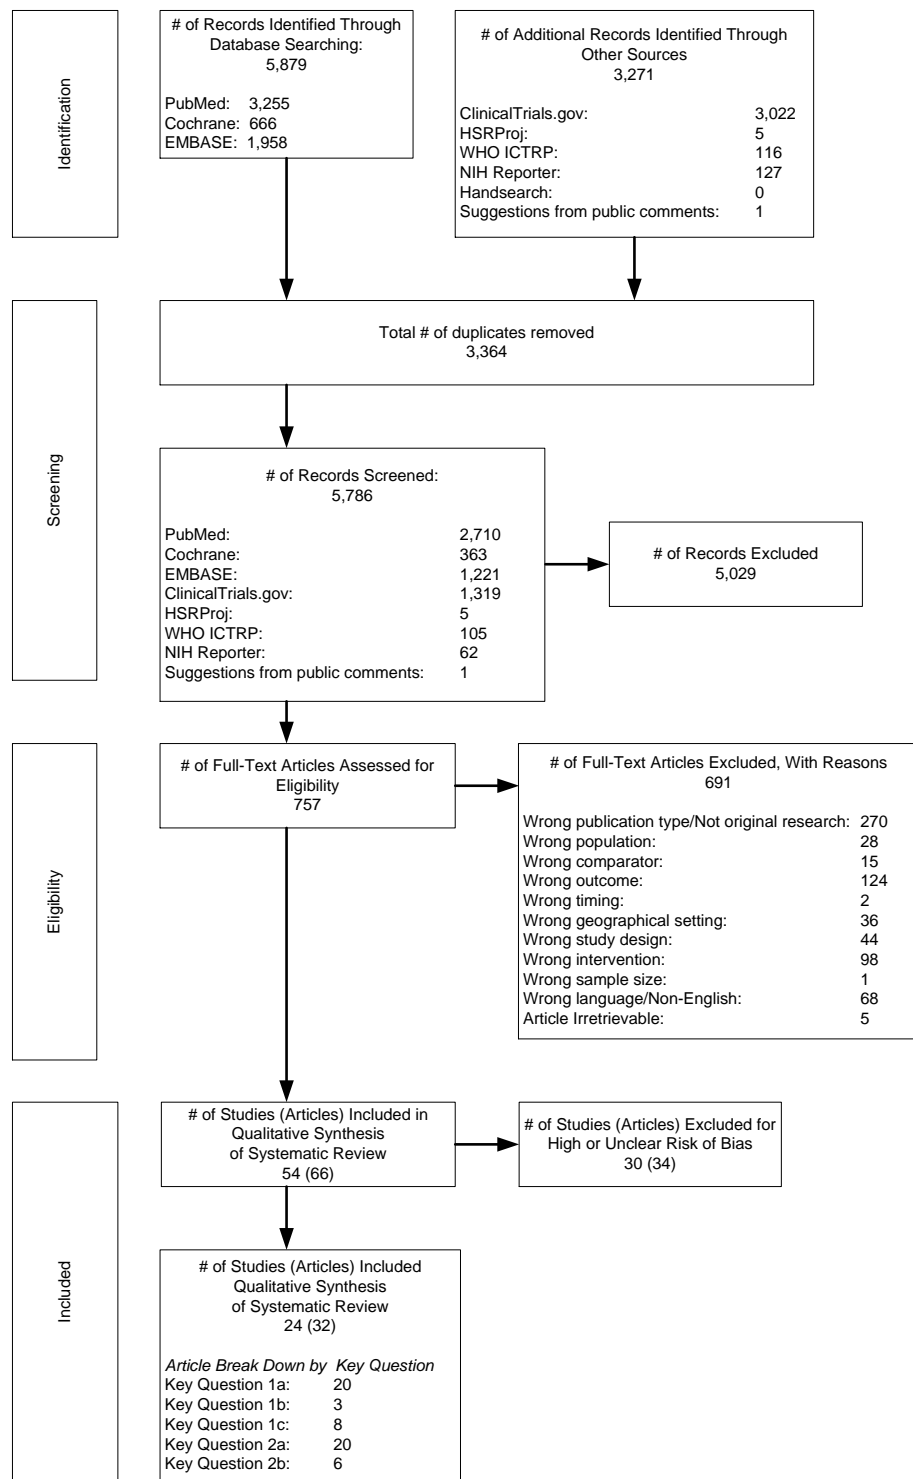 Identification
# of Records Identified Through
Database Searching:
5,879
PubMed: 3,255
Cochrane: 666
EMBASE: 1,958
# of Additional Records Identified Through
Other Sources
3,271
ClinicalTrials.gov: 3,022
HSRProj: 5
WHO ICTRP: 116
NIH Reporter: 127
Handsearch: 0
Suggestions from public comments: 1
Screening
Total # of duplicates removed
3,364
# of Records Screened:
5,786
PubMed: 2,710
Cochrane: 363
EMBASE: 1,221
ClinicalTrials.gov: 1,319
HSRProj: 5
WHO ICTRP: 105
NIH Reporter: 62
Suggestions from public comments: 1
# of Records Excluded
5,029
Eligibility
# of Full-Text Articles Assessed for
Eligibility
757
# of Full-Text Articles Excluded, With Reasons
691
Wrong publication type/Not original research: 270
Wrong population: 28
Wrong comparator: 15
Wrong outcome: 124
Wrong timing: 2
Wrong geographical setting: 36
Wrong study design: 44
Wrong intervention: 98
Wrong sample size: 1
Wrong language/Non-English: 68
Article Irretrievable: 5
Included
# of Studies (Articles) Included in
Qualitative Synthesis
of Systematic Review
54 (66)
# of Studies (Articles) Excluded for
High or Unclear Risk of Bias
30 (34)
# of Studies (Articles) Included
Qualitative Synthesis
of Systematic Review
24 (32)
Article Break Down by Key Question
Key Question 1a: 20
Key Question 1b: 3
Key Question 1c: 8
Key Question 2a: 20
Key Question 2b: 6